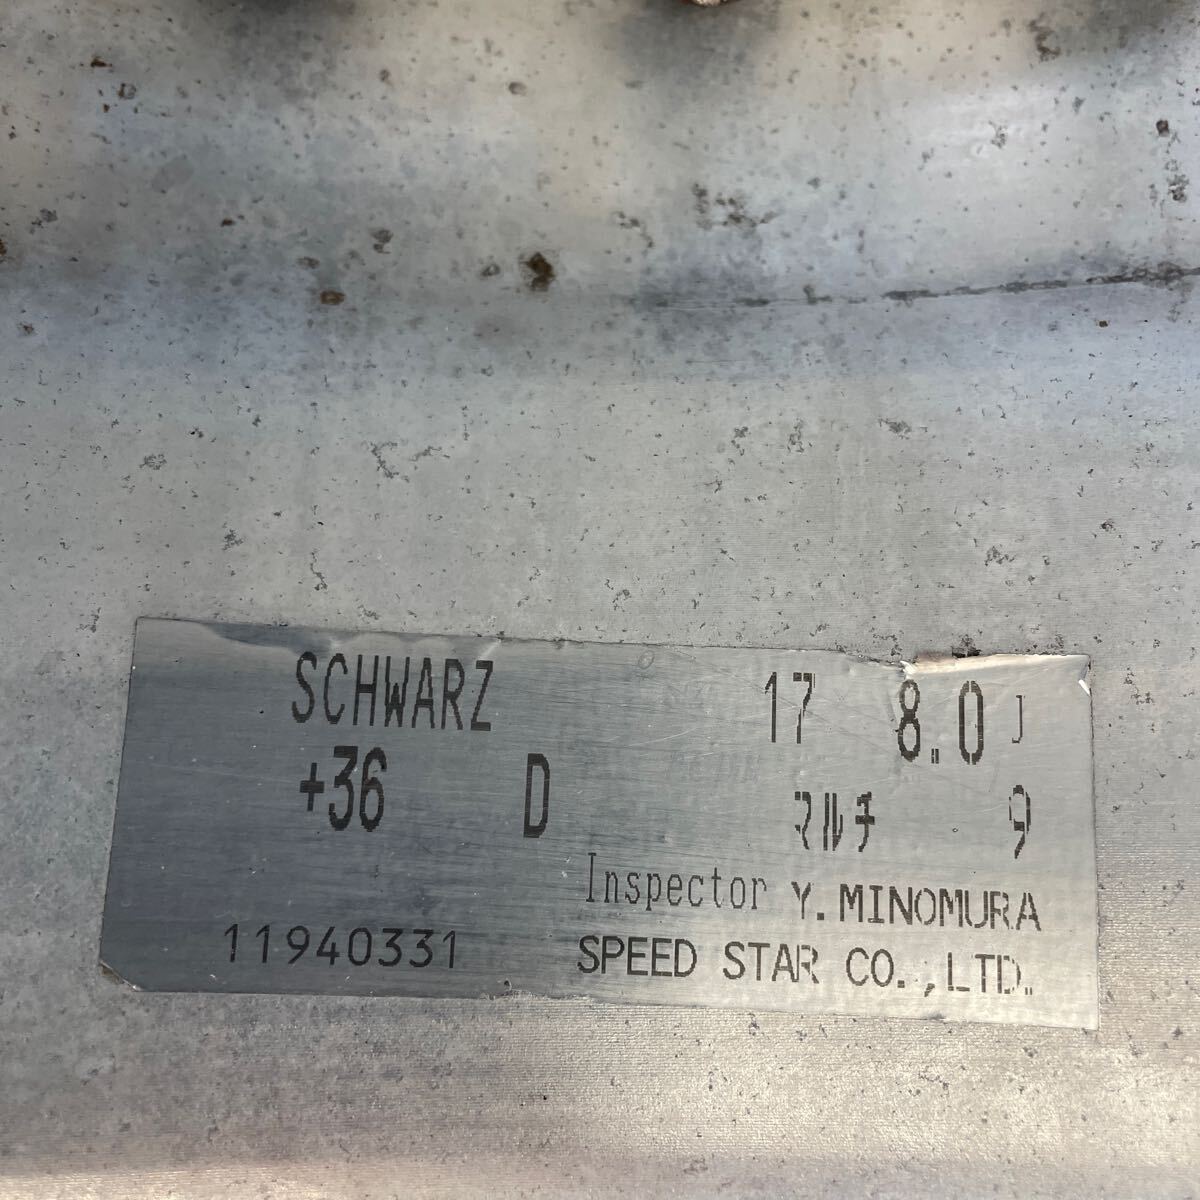 SCHWARZ 17 8.0 J
+36 D マルチ 9
Inspector Y.MINOMURA
11940331 SPEED STAR CO.,LTD.